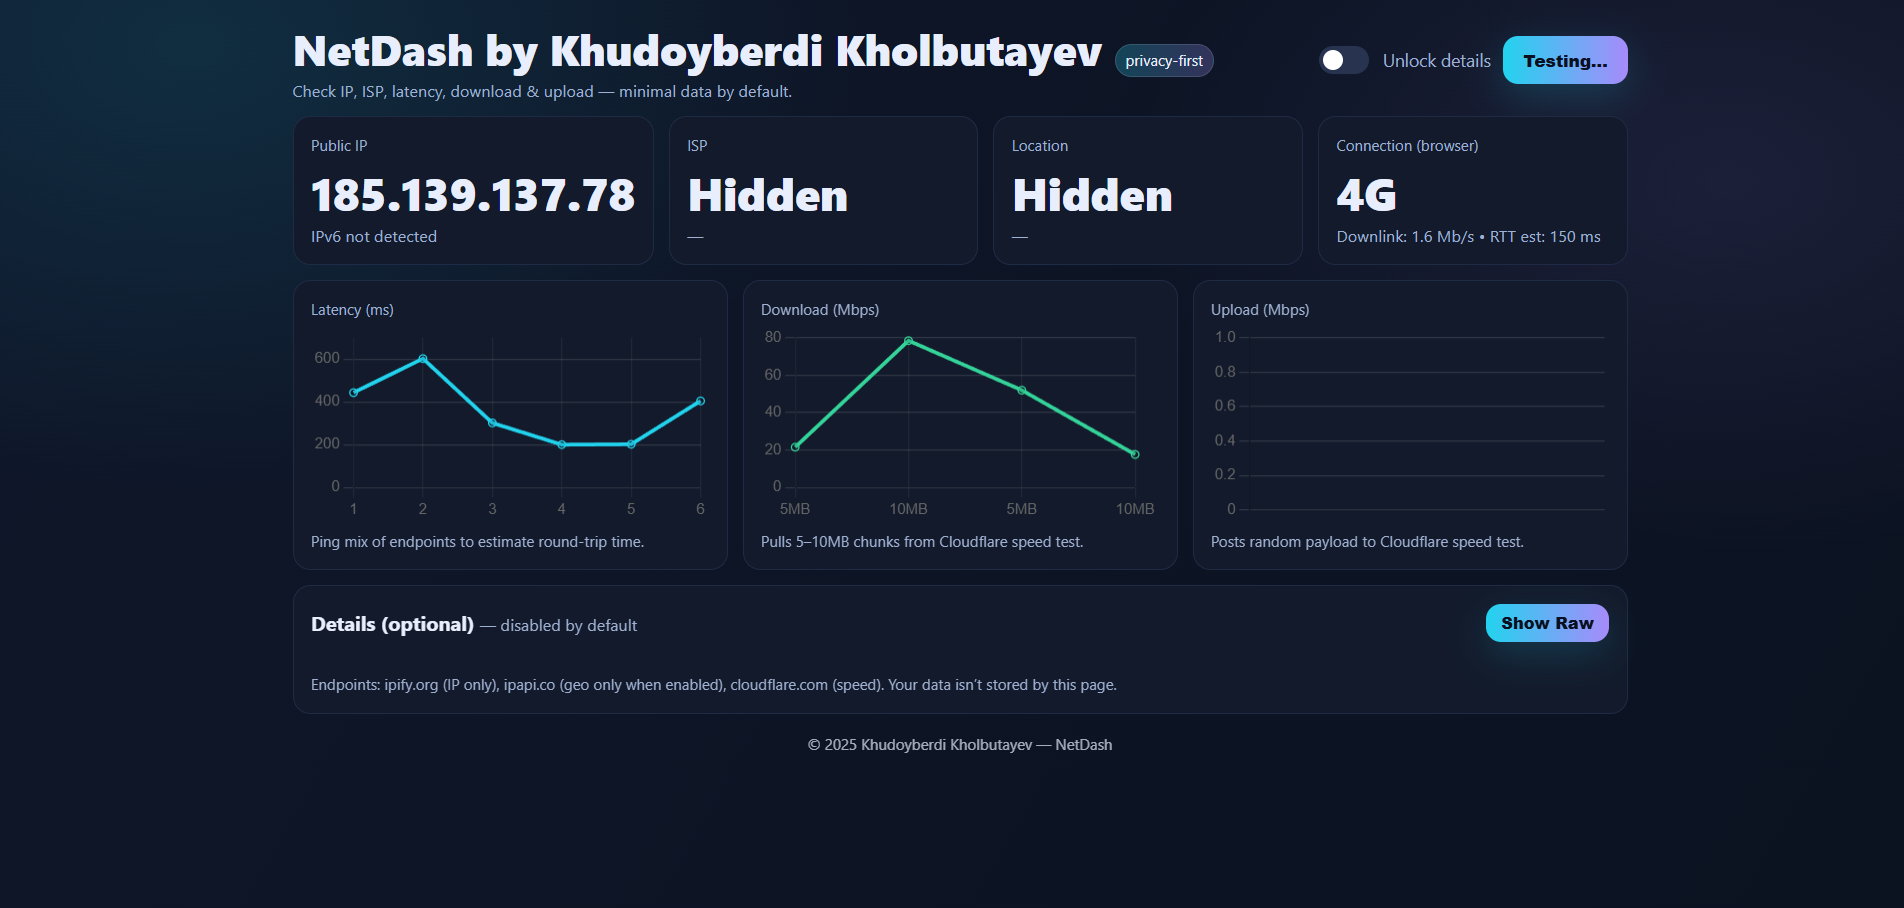 NetDash by Khudoyberdi Kholbutayev privacy-first
Check IP, ISP, latency, download & upload — minimal data by default.
Unlock details
Testing...
Public IP
185.139.137.78
IPv6 not detected
ISP
Hidden
—
Location
Hidden
—
Connection (browser)
4G
Downlink: 1.6 Mb/s • RTT est: 150 ms
Latency (ms)
600
400
200
0
1 2 3 4 5 6
Ping mix of endpoints to estimate round-trip time.
Download (Mbps)
80
60
40
20
0
5MB 10MB 5MB 10MB
Pulls 5–10MB chunks from Cloudflare speed test.
Upload (Mbps)
1.0
0.8
0.6
0.4
0.2
0
Posts random payload to Cloudflare speed test.
Details (optional) — disabled by default
Show Raw
Endpoints: ipify.org (IP only), ipapi.co (geo only when enabled), cloudflare.com (speed). Your data isn’t stored by this page.
© 2025 Khudoyberdi Kholbutayev — NetDash